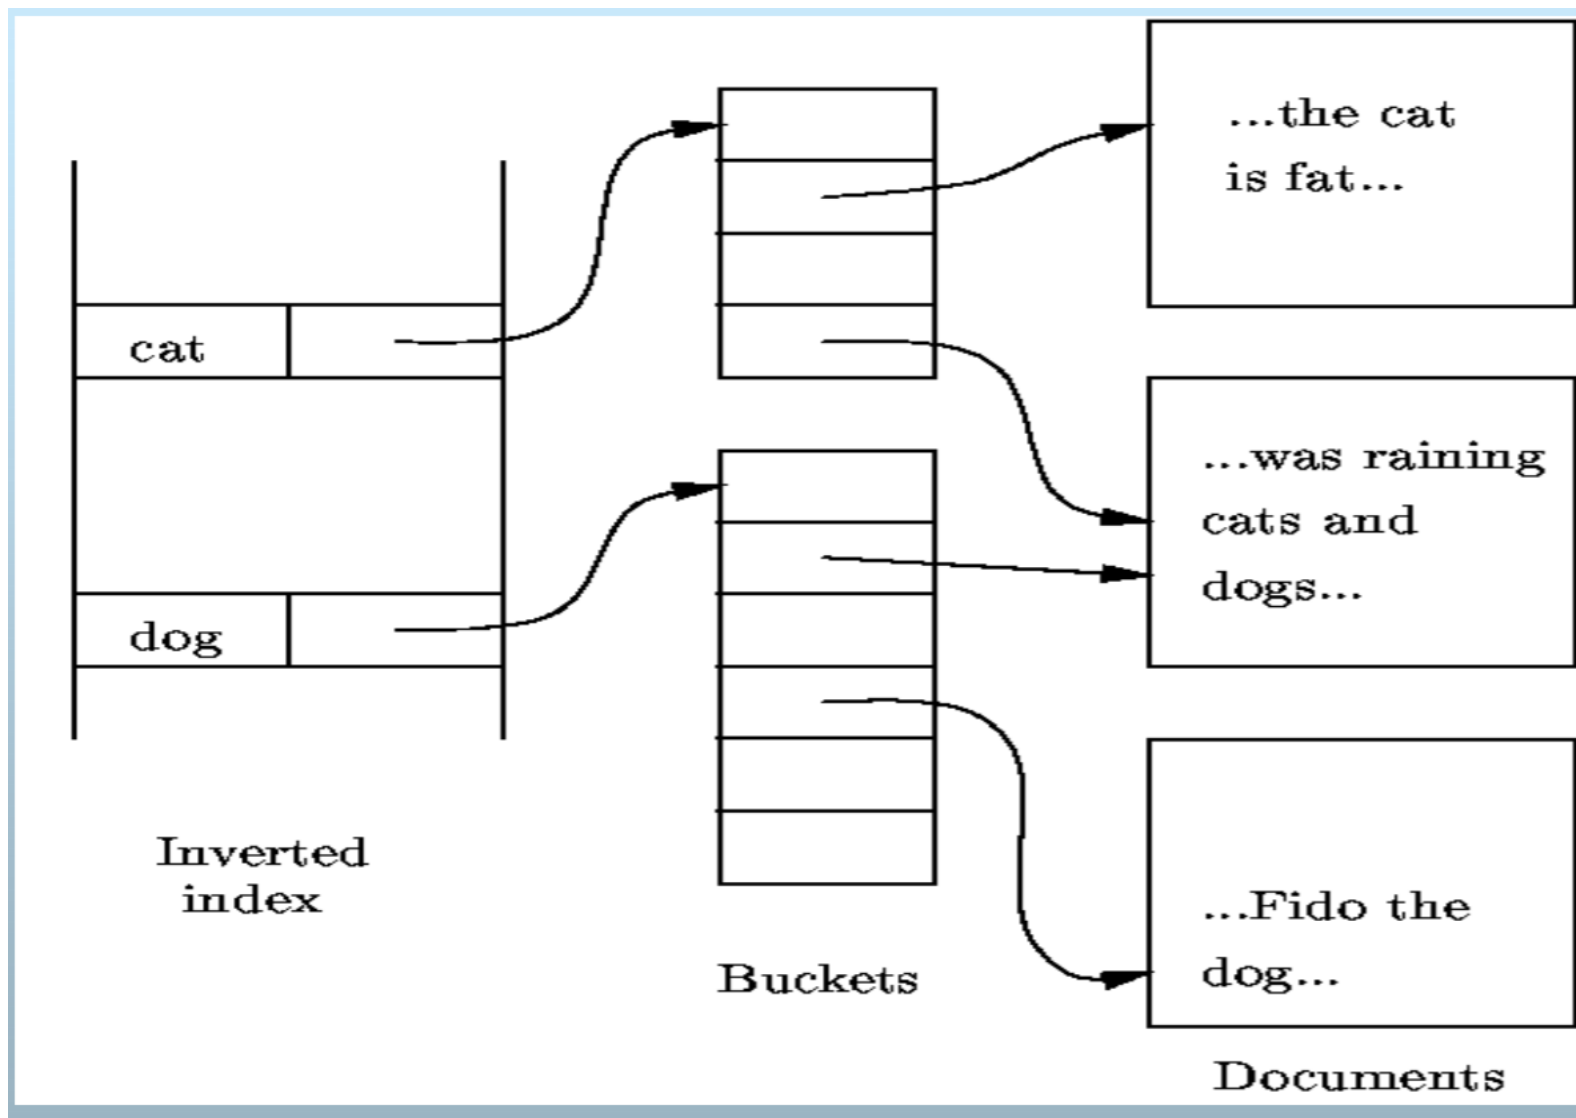 cat
dog
Inverted
index
Buckets
...the cat
is fat...
...was raining
cats and
dogs...
...Fido the
dog...
Documents